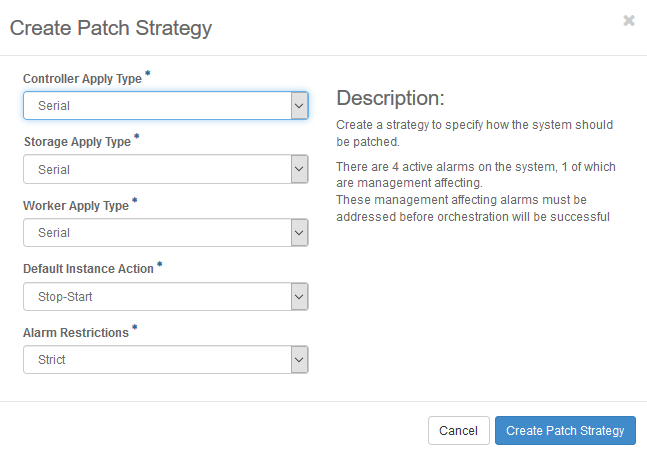 Create Patch Strategy
×
Controller Apply Type *
Serial
Storage Apply Type *
Serial
Worker Apply Type *
Serial
Default Instance Action *
Stop-Start
Alarm Restrictions *
Strict
Description:
Create a strategy to specify how the system should
be patched.
There are 4 active alarms on the system, 1 of which
are management affecting.
These management affecting alarms must be
addressed before orchestration will be successful
Cancel
Create Patch Strategy